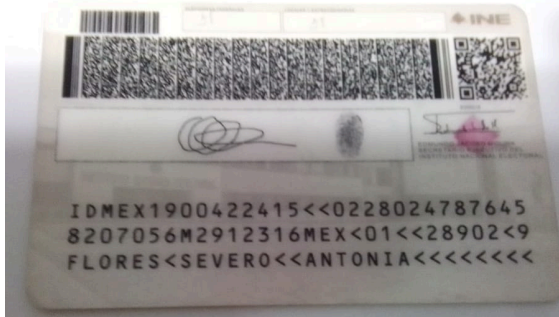 INE
IDMEX1900422415<<0228024787645
8207056M2912316MEX<01<<28902<9
FLORES<SEVERO<<ANTONIA<<<<<<<<